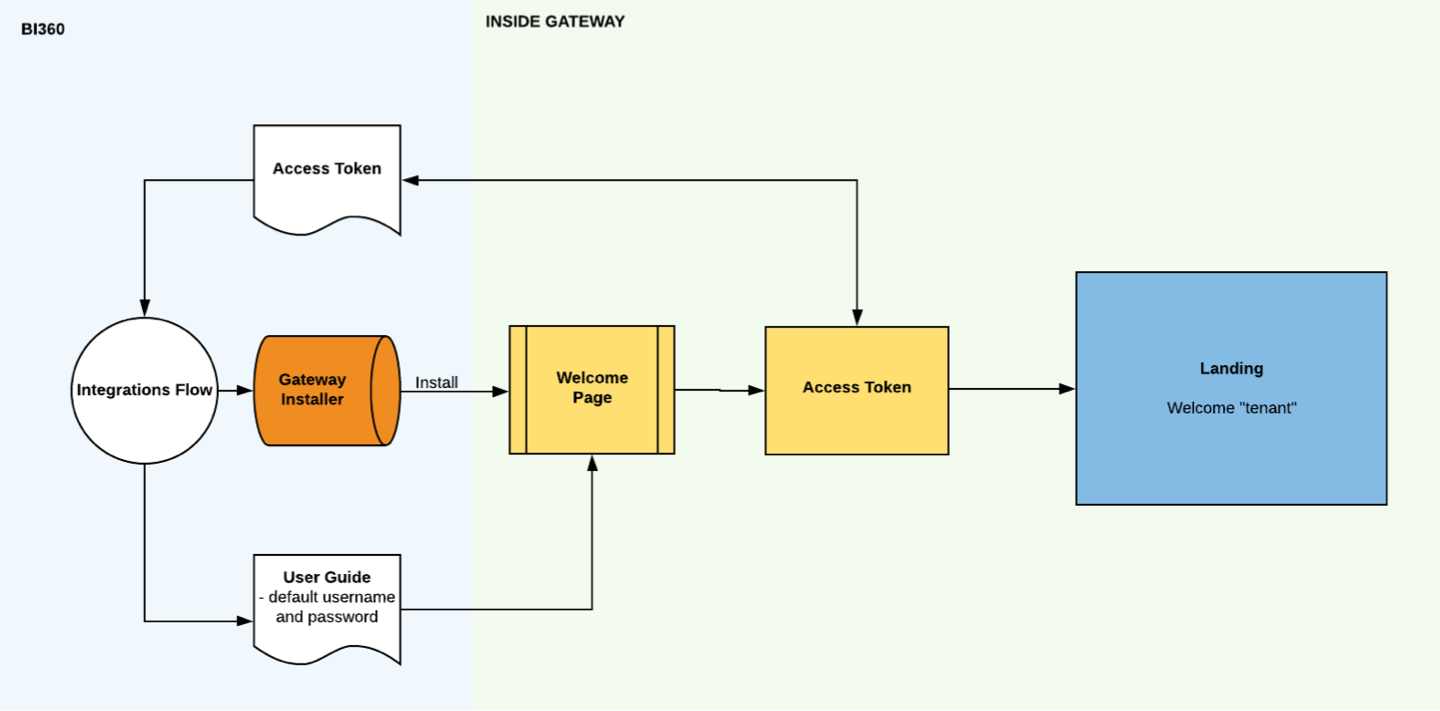 BI360
INSIDE GATEWAY
Access Token
Integrations Flow
Gateway
Installer
Install
Welcome
Page
Access Token
Landing
Welcome "tenant"
User Guide
- default username
and password